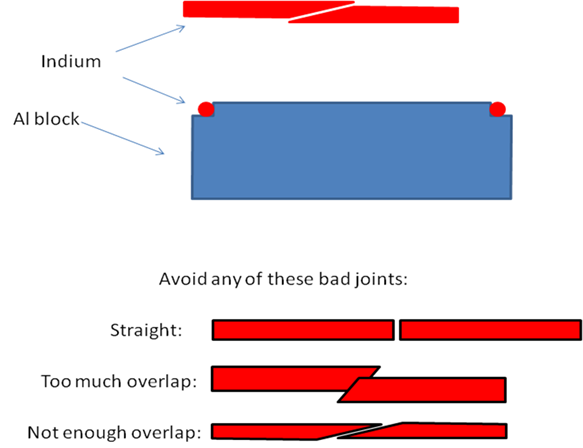 Indium
Al block
Avoid any of these bad joints:
Straight:
Too much overlap:
Not enough overlap: